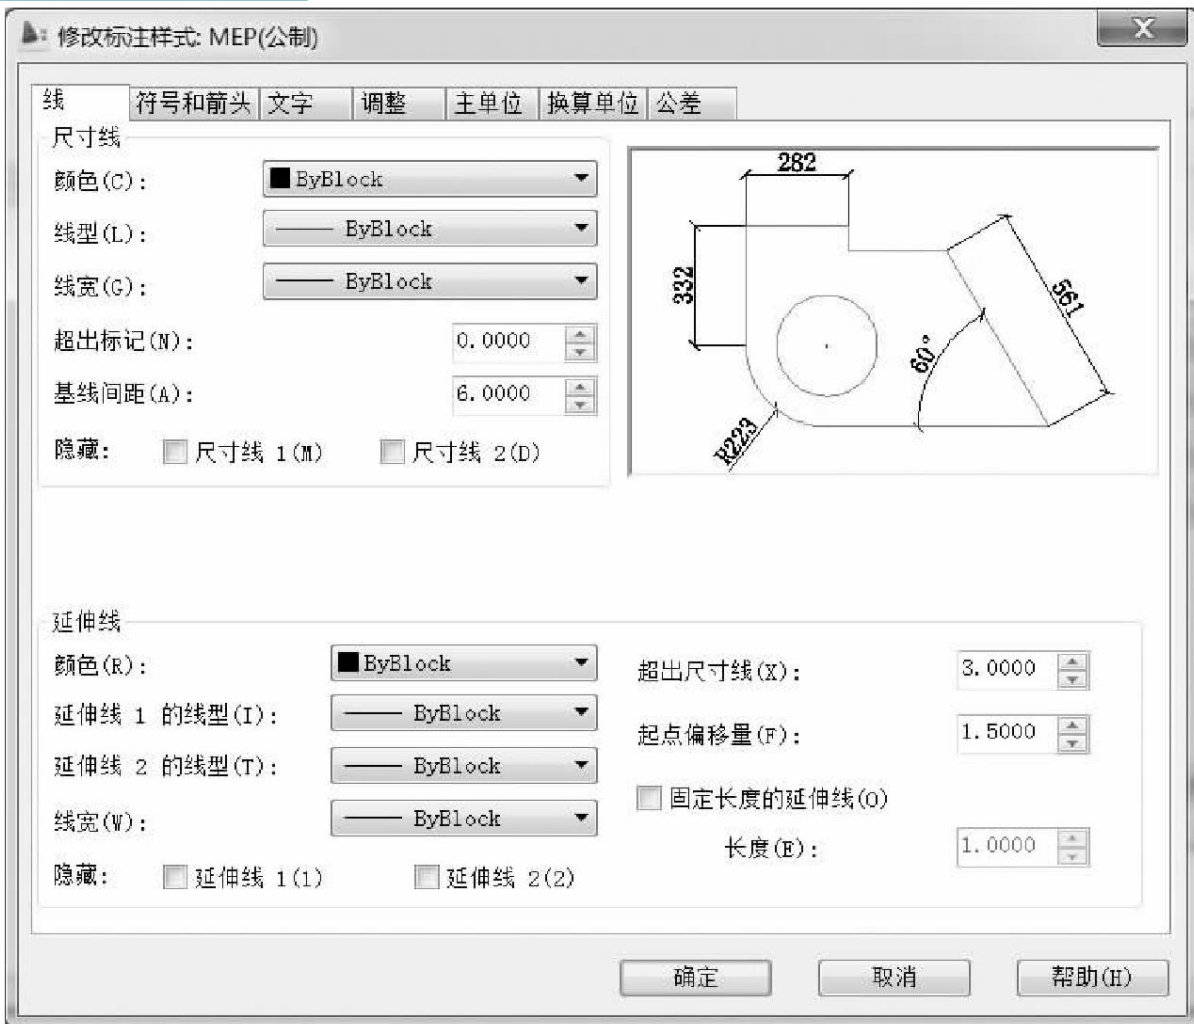 修改标注样式: MEP(公制)
X
线 符号和箭头 文字 调整 主单位 换算单位 公差
尺寸线
颜色(C): ByBlock
线型(L): ByBlock
线宽(G): ByBlock
超出标记(N): 0.0000
基线间距(A): 6.0000
隐藏: 尺寸线 1(M) 尺寸线 2(D)
282
332
561
60°
R223
延伸线
颜色(R): ByBlock
延伸线 1 的线型(I): ByBlock
延伸线 2 的线型(T): ByBlock
线宽(W): ByBlock
隐藏: 延伸线 1(1) 延伸线 2(2)
超出尺寸线(X): 3.0000
起点偏移量(F): 1.5000
固定长度的延伸线(O)
长度(E): 1.0000
确定 取消 帮助(H)